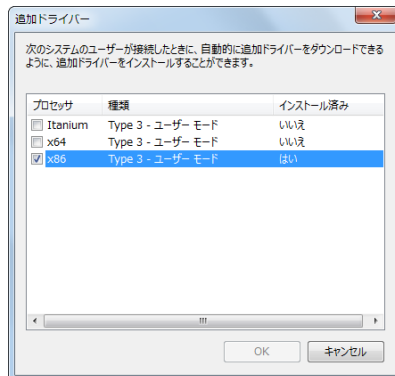 追加ドライバー
次のシステムのユーザーが接続したときに、自動的に追加ドライバーをダウンロードできる
ように、追加ドライバーをインストールすることができます。
プロセッサ 種類 インストール済み
Itanium Type 3 - ユーザー モード いいえ
x64 Type 3 - ユーザー モード いいえ
x86 Type 3 - ユーザー モード はい
OK キャンセル